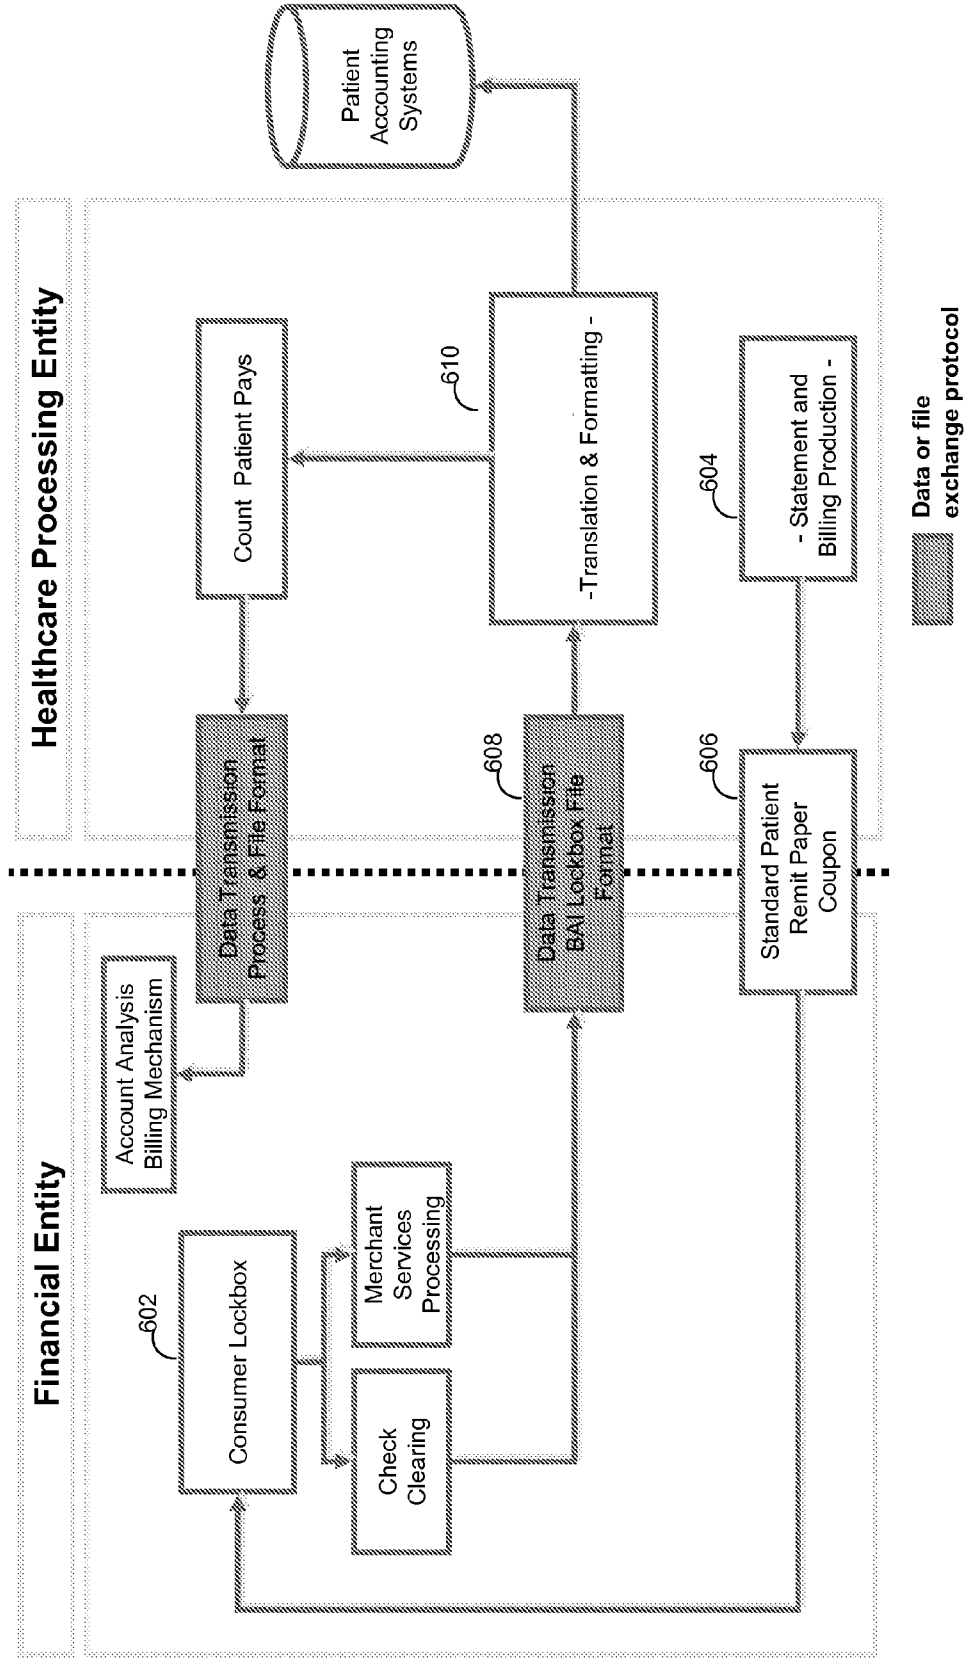 Financial Entity
Healthcare Processing Entity
Account Analysis
Billing Mechanism
Data Transmission
Process & File Format
Count Patient Pays
602
Consumer Lockbox
Check
Clearing
Merchant
Services
Processing
608
Data Transmission
BAI Lockbox File
Format
610
-Translation & Formatting -
Patient
Accounting
Systems
606
Standard Patient
Remit Paper
Coupon
604
- Statement and
Billing Production -
Data or file
exchange protocol